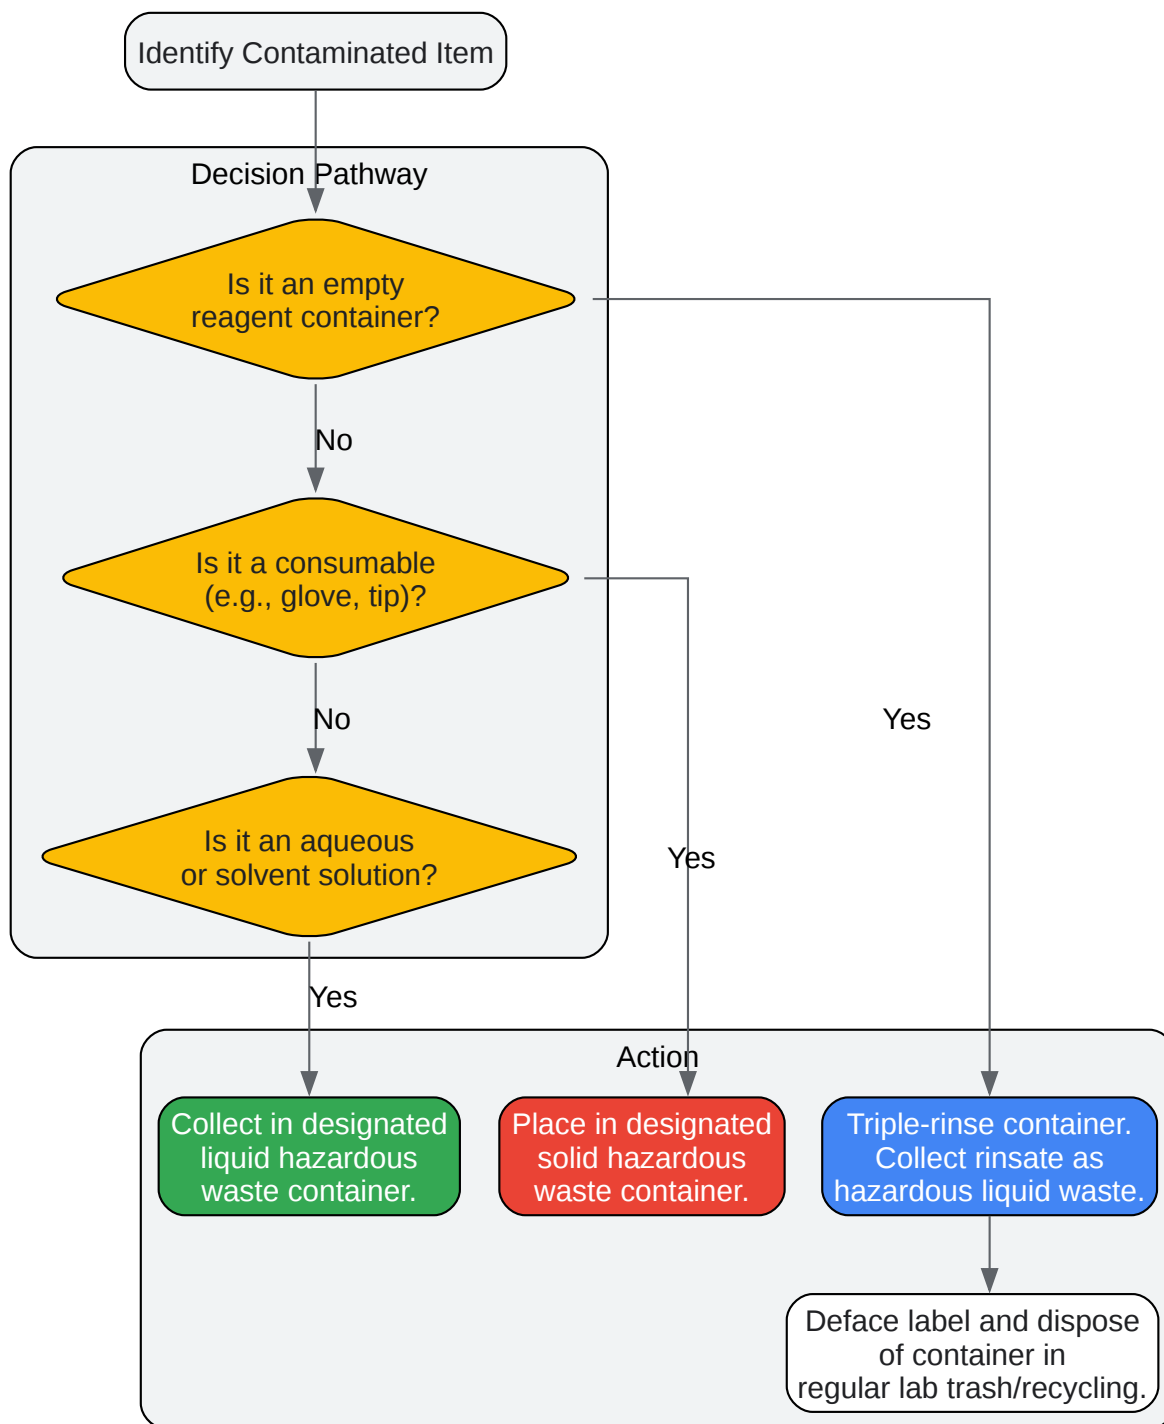 Identify Contaminated Item
Decision Pathway
Is it an empty
reagent container?
No
Is it a consumable
(e.g., glove, tip)?
No
Yes
Is it an aqueous
or solvent solution?
Yes
Yes
Action
Collect in designated
liquid hazardous
waste container.
Place in designated
solid hazardous
waste container.
Triple-rinse container.
Collect rinsate as
hazardous liquid waste.
Deface label and dispose
of container in
regular lab trash/recycling.